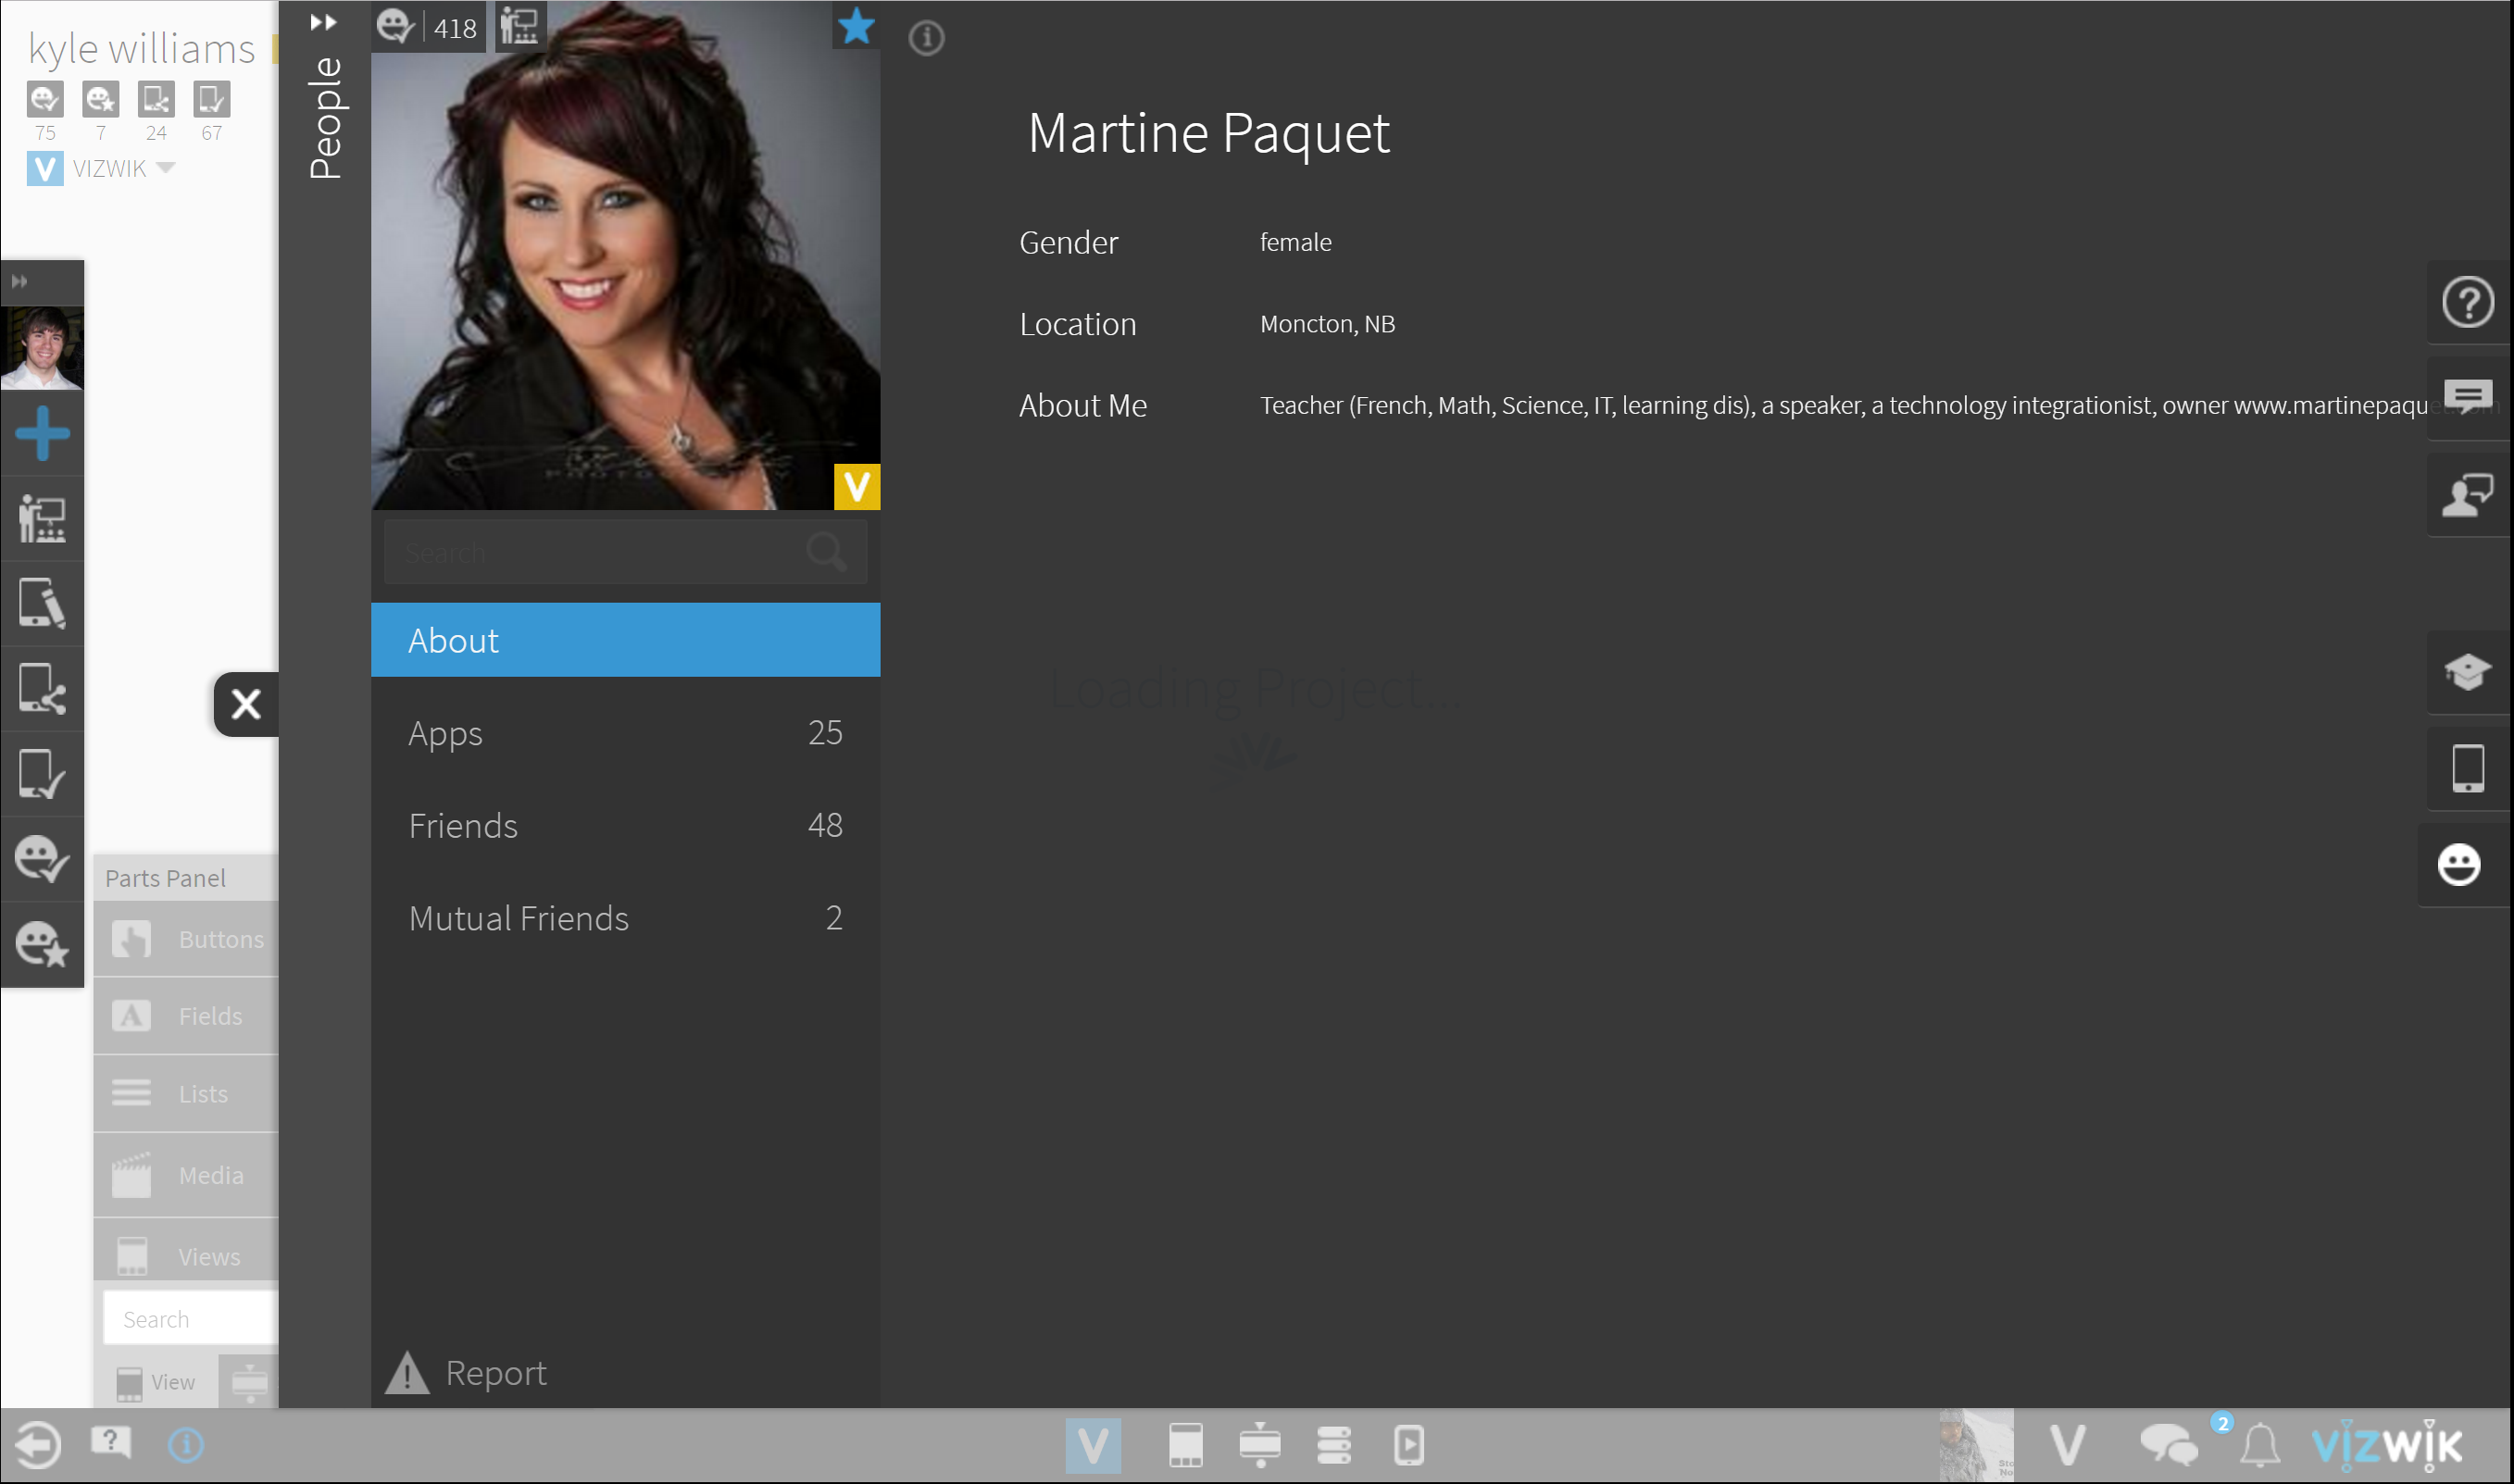 kyle williams
75 7 24 67
V VIZWIK
People
418
Martine Paquet
Gender female
Location Moncton, NB
About Me Teacher (French, Math, Science, IT, learning dis), a speaker, a technology integrationist, owner www.martinepaquet.com
V
Search
About
Loading Project...
Apps 25
Friends 48
Mutual Friends 2
Parts Panel
Buttons
A Fields
Lists
Media
Views
Search
View
Report
V
V
2
VIZWIK